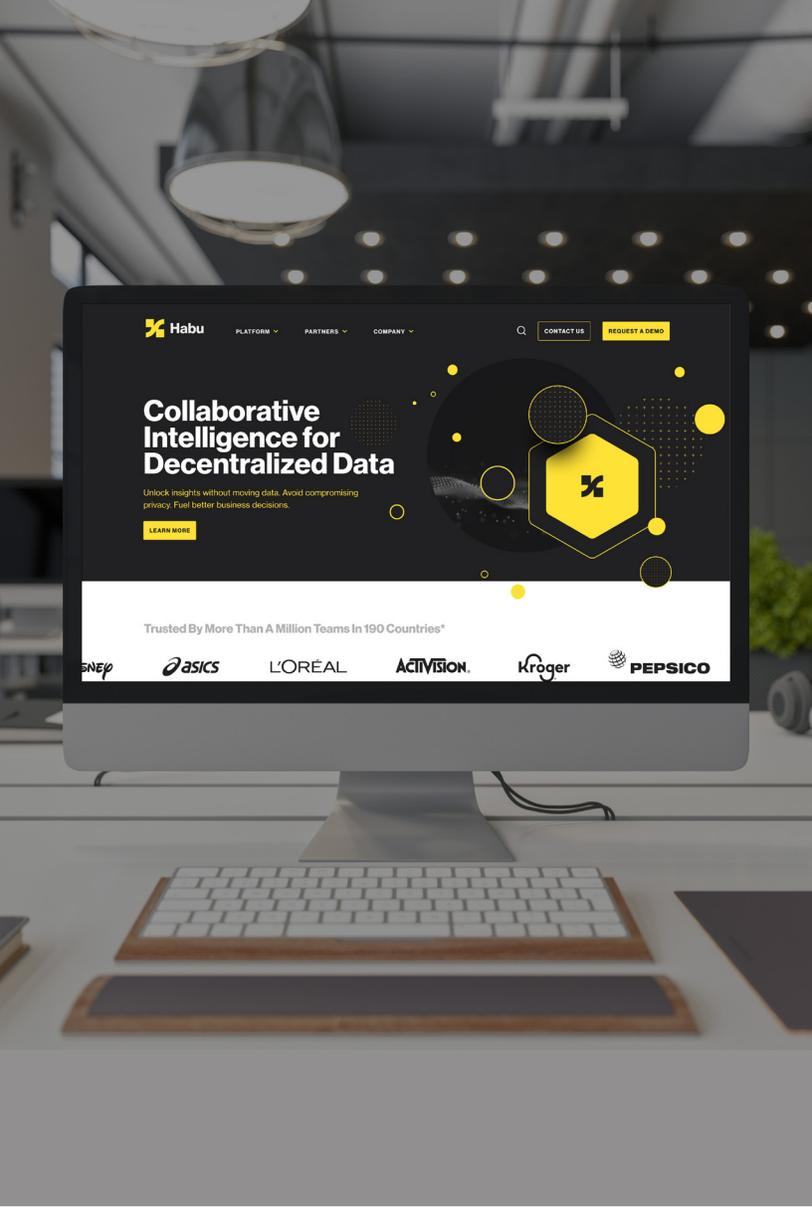 Habu
PLATFORM
PARTNERS
COMPANY
CONTACT US
REQUEST A DEMO
Collaborative
Intelligence for
Decentralized Data
Unlock insights without moving data. Avoid compromising
privacy. Fuel better business decisions.
LEARN MORE
Trusted By More Than A Million Teams In 190 Countries*
SNEY asics L'ORÉAL ACTIVISION® Kroger PEPSICO